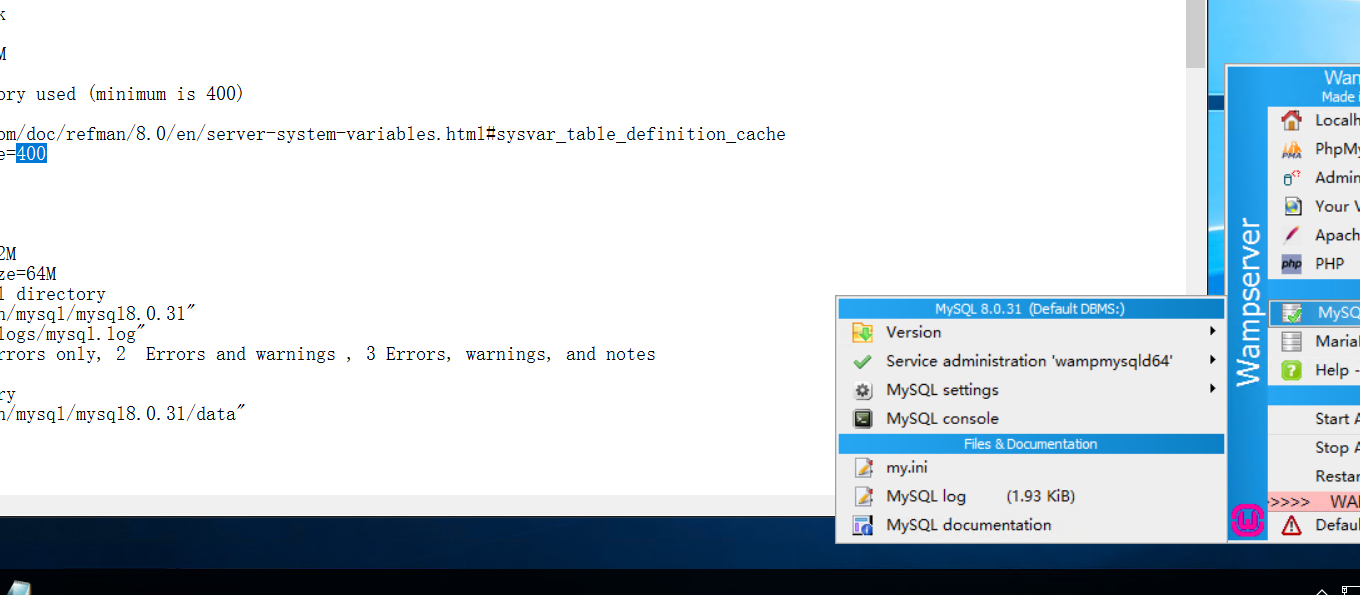 k
M
ory used (minimum is 400)
om/doc/refman/8.0/en/server-system-variables.html#sysvar_table_definition_cache
e=400
2M
ze=64M
l directory
n/mysql/mysql8.0.31"
logs/mysql.log"
rrors only, 2  Errors and warnings , 3 Errors, warnings, and notes
ry
n/mysql/mysql8.0.31/data"
MySQL 8.0.31 (Default DBMS:)
Version
Service administration 'wampmysqld64'
MySQL settings
MySQL console
Files & Documentation
my.ini
MySQL log (1.93 KiB)
MySQL documentation
Wampserver
Wam
Made i
Localh
PhpMy
Admin
Your V
Apach
PHP
MySQ
Maria
Help -
Start A
Stop A
Restar
>>>> WA
Defaul